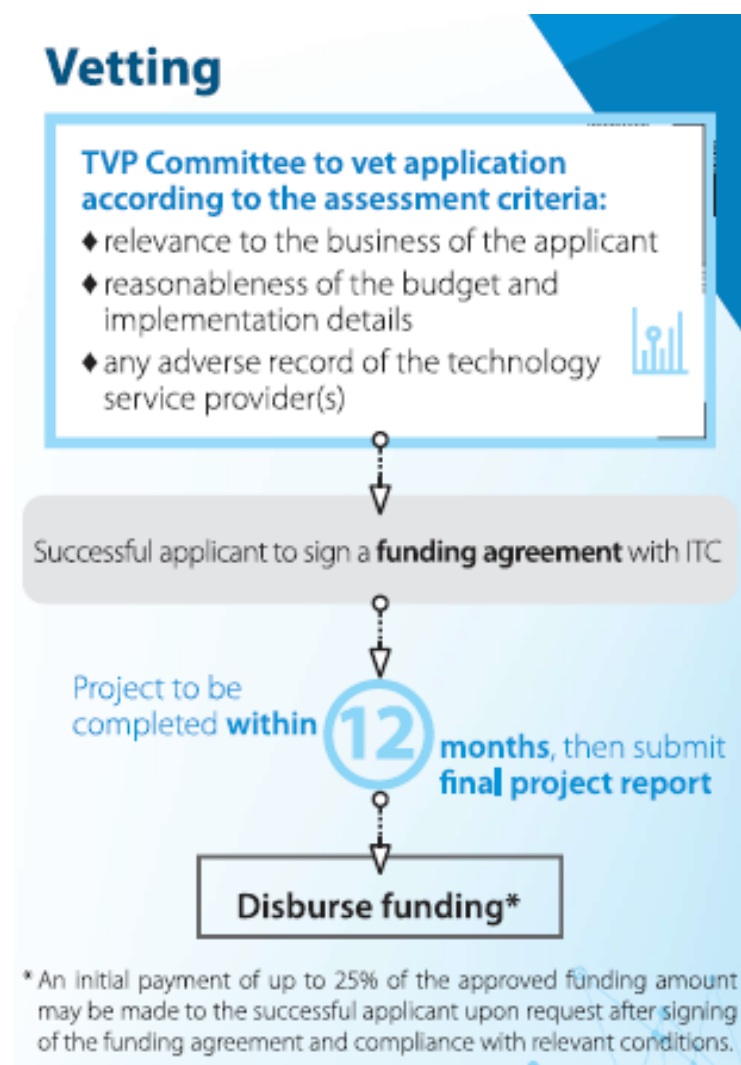 Vetting
TVP Committee to vet application
according to the assessment criteria:
♦ relevance to the business of the applicant
♦ reasonableness of the budget and
implementation details
♦ any adverse record of the technology
service provider(s)
Successful applicant to sign a funding agreement with ITC
Project to be
completed within
12
months, then submit
final project report
Disburse funding*
* An initial payment of up to 25% of the approved funding amount
may be made to the successful applicant upon request after signing
of the funding agreement and compliance with relevant conditions.